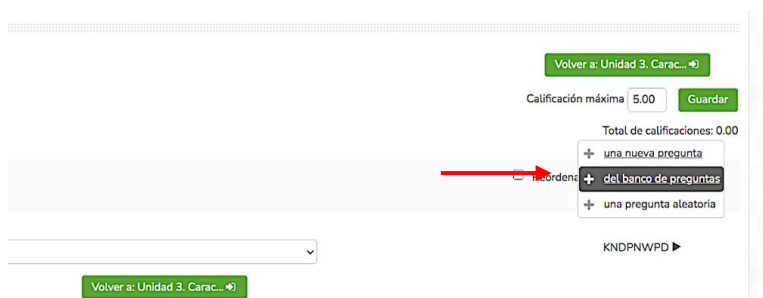 Volver a: Unidad 3. Carac...
Calificación máxima 5.00 Guardar
Total de calificaciones: 0.00
una nueva pregunta
del banco de preguntas
una pregunta aleatoria
KNDPNWPD
Volver a: Unidad 3. Carac...